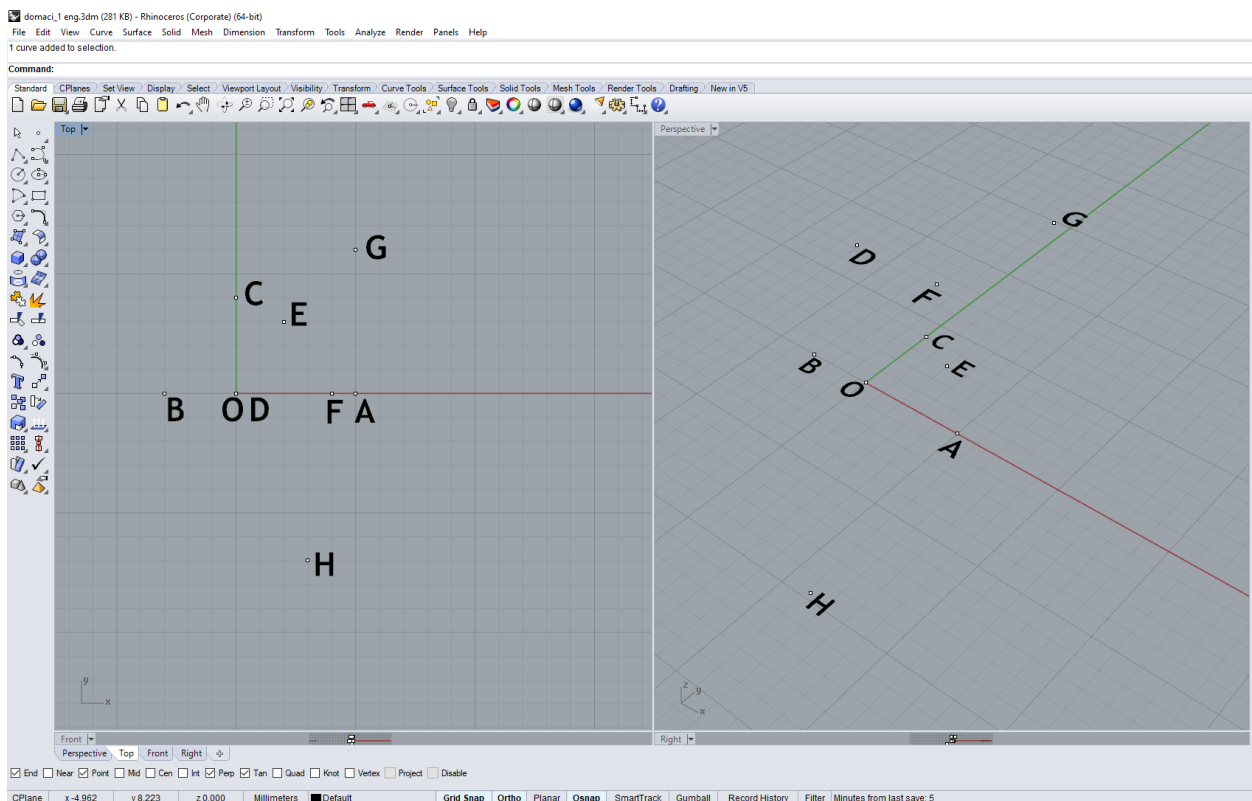 domaci_1 eng.3dm (281 KB) - Rhinoceros (Corporate) (64-bit)
File Edit View Curve Surface Solid Mesh Dimension Transform Tools Analyze Render Panels Help
1 curve added to selection.
Command:
Standard CPlanes Set View Display Select Viewport Layout Visibility Transform Curve Tools Surface Tools Solid Tools Mesh Tools Render Tools Drafting New in V5
Top
Perspective
G
C
E
B
O D
F A
H
y
x
G
D
F
C
E
B
O
A
H
z
y
x
Front
Right
Perspective Top Front Right
End Near Point Mid Cen Int Perp Tan Quad Knot Vertex Project Disable
CPlane x -4.962 y 8.223 z 0.000 Millimeters Default Grid Snap Ortho Planar Osnap SmartTrack Gumball Record History Filter Minutes from last save: 5